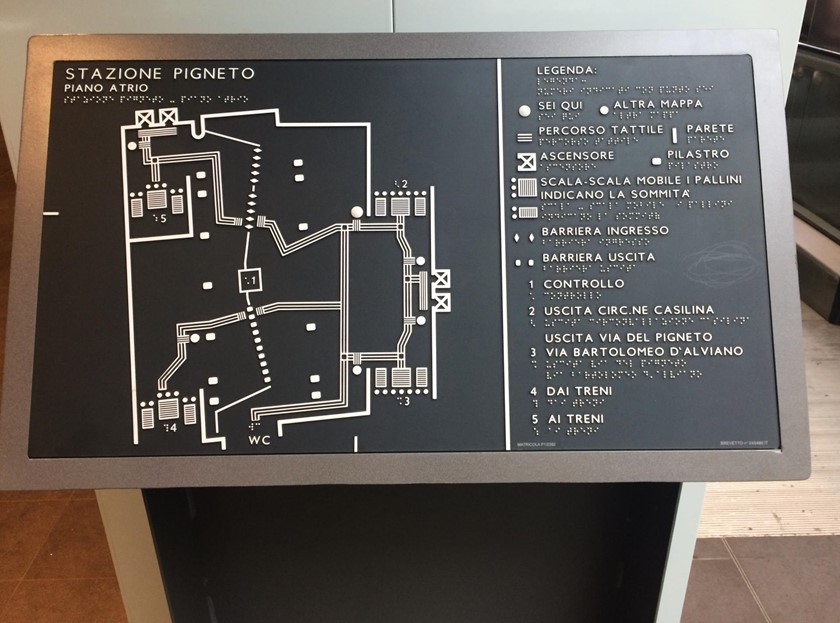 STAZIONE PIGNETO
PIANO ATRIO
5
2
1
4
3
WC
LEGENDA:
SEI QUI ALTRA MAPPA
PERCORSO TATTILE PARETE
ASCENSORE PILASTRO
SCALA-SCALA MOBILE I PALLINI
INDICANO LA SOMMITA'
BARRIERA INGRESSO
BARRIERA USCITA
1 CONTROLLO
2 USCITA CIRC.NE CASILINA
USCITA VIA DEL PIGNETO
3 VIA BARTOLOMEO D'ALVIANO
4 DAI TRENI
5 AI TRENI